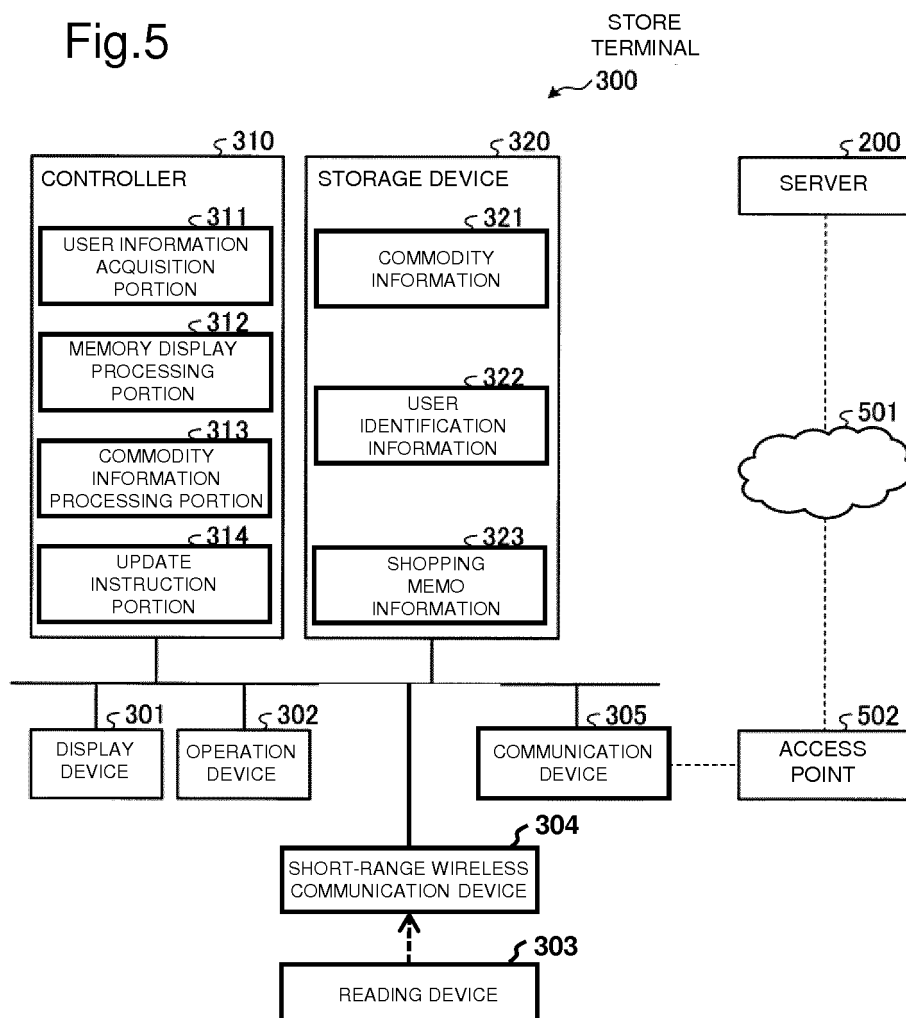 Fig.5
STORE
TERMINAL
300
310
CONTROLLER
311
USER INFORMATION
ACQUISITION
PORTION
312
MEMORY DISPLAY
PROCESSING
PORTION
313
COMMODITY
INFORMATION
PROCESSING PORTION
314
UPDATE
INSTRUCTION
PORTION
320
STORAGE DEVICE
321
COMMODITY
INFORMATION
322
USER
IDENTIFICATION
INFORMATION
323
SHOPPING
MEMO
INFORMATION
200
SERVER
501
301
DISPLAY
DEVICE
302
OPERATION
DEVICE
305
COMMUNICATION
DEVICE
502
ACCESS
POINT
304
SHORT-RANGE WIRELESS
COMMUNICATION DEVICE
303
READING DEVICE